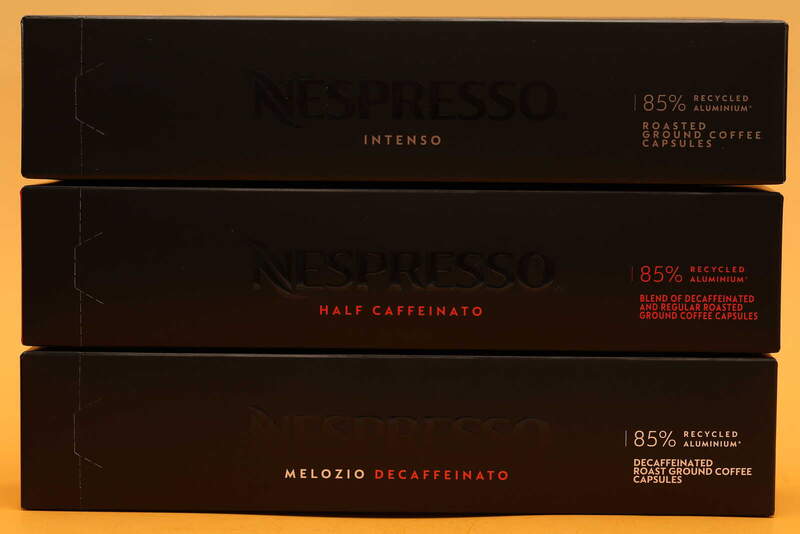 NESPRESSO
INTENSO
85% RECYCLED
ALUMINIUM*
ROASTED
GROUND COFFEE
CAPSULES
NESPRESSO
HALF CAFFEINATO
85% RECYCLED
ALUMINIUM*
BLEND OF DECAFFEINATED
AND REGULAR ROASTED
GROUND COFFEE CAPSULES
NESPRESSO
MELOZIO DECAFFEINATO
85% RECYCLED
ALUMINIUM*
DECAFFEINATED
ROAST GROUND COFFEE
CAPSULES